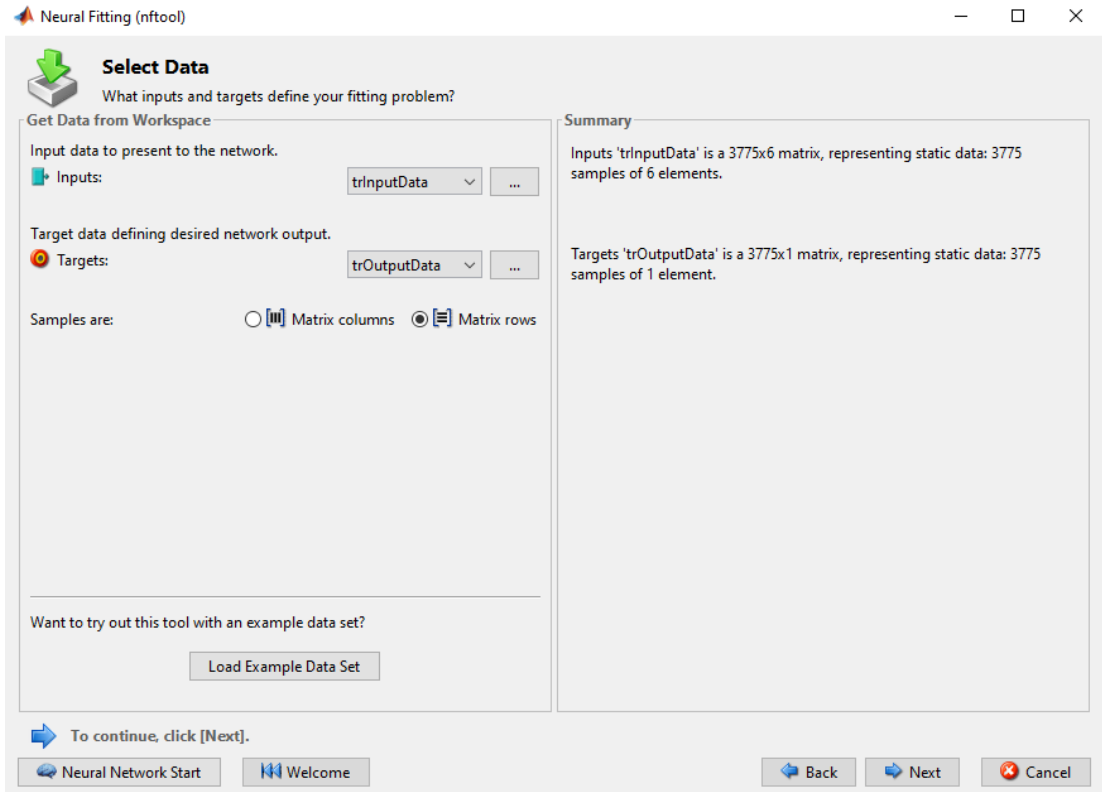 Neural Fitting (nftool)
Select Data
What inputs and targets define your fitting problem?
Get Data from Workspace
Input data to present to the network.
Inputs:
trInputData
...
Target data defining desired network output.
Targets:
trOutputData
...
Samples are:
Matrix columns
Matrix rows
Want to try out this tool with an example data set?
Load Example Data Set
Summary
Inputs 'trInputData' is a 3775x6 matrix, representing static data: 3775
samples of 6 elements.
Targets 'trOutputData' is a 3775x1 matrix, representing static data: 3775
samples of 1 element.
To continue, click [Next].
Neural Network Start
Welcome
Back
Next
Cancel